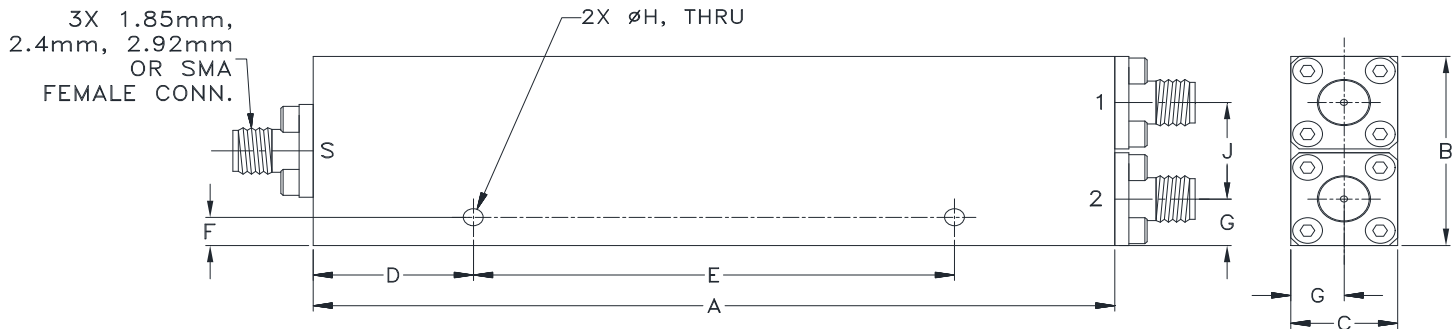 3X 1.85mm,
2.4mm, 2.92mm
OR SMA
FEMALE CONN.
2X øH, THRU
S
1
2
J
G
F
D
E
A
B
G
C